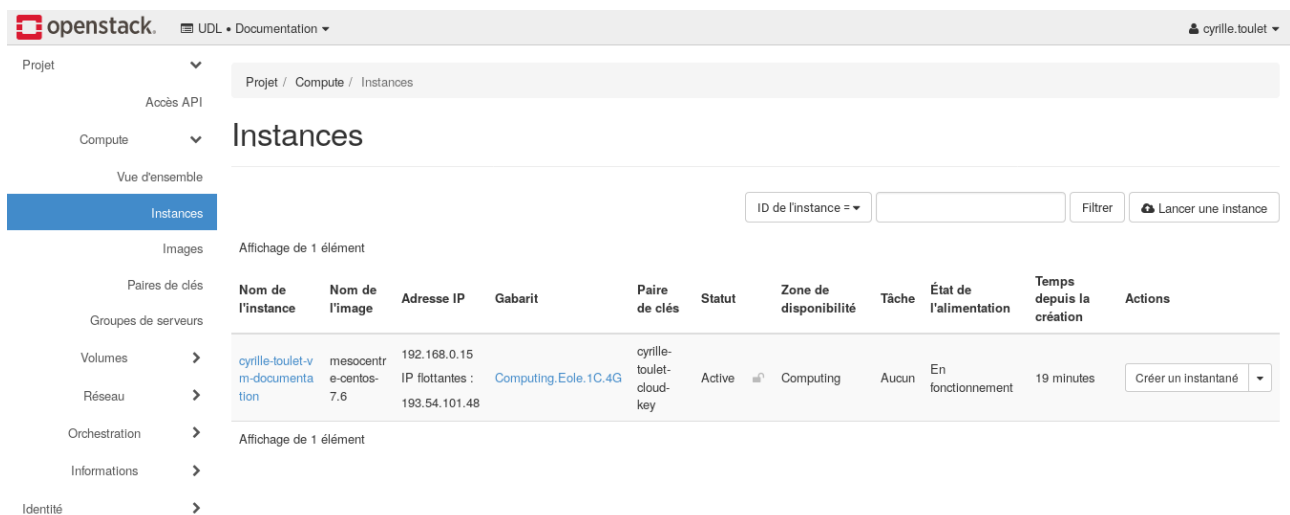 openstack. UDL • Documentation cyrille.toulet
Projet
Accès API
Compute
Vue d'ensemble
Instances
Images
Paires de clés
Groupes de serveurs
Volumes
Réseau
Orchestration
Informations
Identité
Projet / Compute / Instances
Instances
ID de l'instance = Filtrer Lancer une instance
Affichage de 1 élément
Nom de l'instance
Nom de l'image
Adresse IP
Gabarit
Paire de clés
Statut
Zone de disponibilité
Tâche
État de l'alimentation
Temps depuis la création
Actions
cyrille-toulet-v
m-documenta
tion
mesocentr
e-centos-
7.6
192.168.0.15
IP flottantes :
193.54.101.48
Computing.Eole.1C.4G
cyrille-
toulet-
cloud-
key
Active
Computing
Aucun
En
fonctionnement
19 minutes
Créer un instantané
Affichage de 1 élément